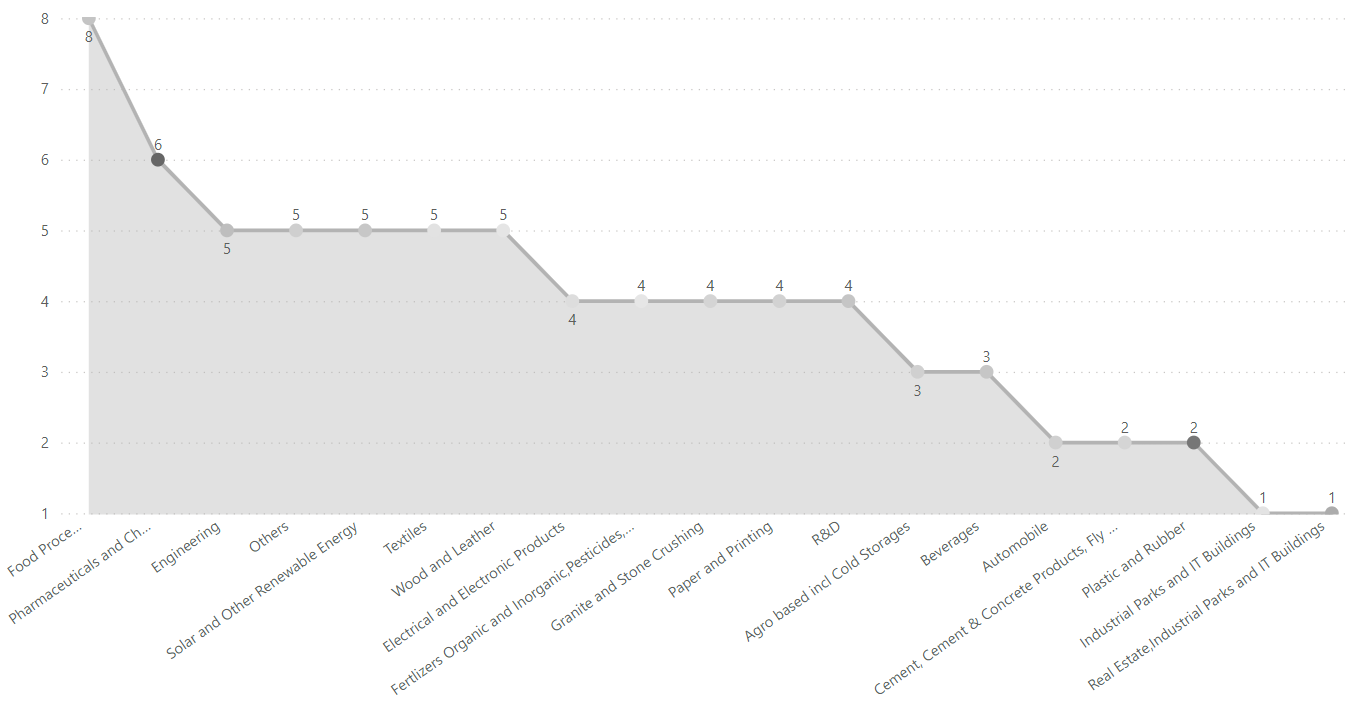 8
7
6
5
4
3
2
1
8
6
5
5
5
5
5
4
4
4
4
4
3
3
2
2
2
1
1
Food Proce...
Pharmaceuticals and Ch...
Engineering
Others
Solar and Other Renewable Energy
Textiles
Wood and Leather
Electrical and Electronic Products
Fertlizers Organic and Inorganic,Pesticides,...
Granite and Stone Crushing
Paper and Printing
R&D
Agro based incl Cold Storages
Beverages
Automobile
Cement, Cement & Concrete Products, Fly ...
Plastic and Rubber
Industrial Parks and IT Buildings
Real Estate,Industrial Parks and IT Buildings